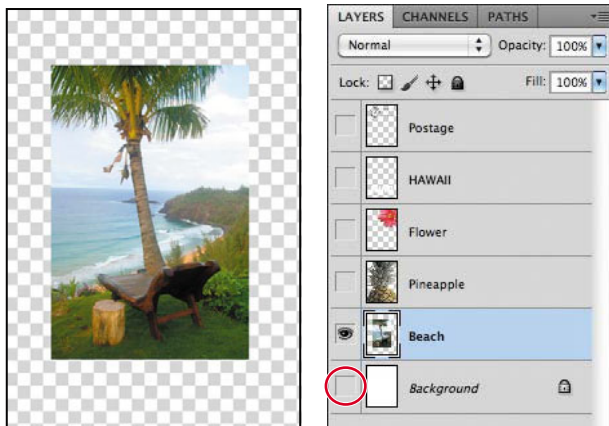 LAYERS CHANNELS PATHS
Normal Opacity: 100%
Lock: Fill: 100%
Postage
HAWAII
Flower
Pineapple
Beach
Background